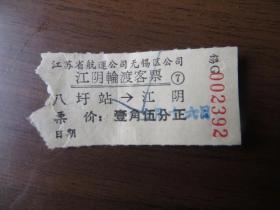 江苏省航运公司无锡区公司
江阴輪渡客票 ⑦
八圩站 → 江阴
票价: 壹角伍分正
日期
002392